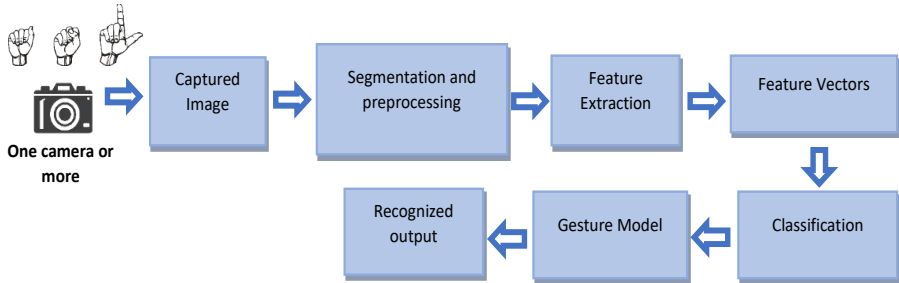 Captured
Image
Segmentation and
preprocessing
Feature
Extraction
Feature Vectors
One camera or
more
Recognized
output
Gesture Model
Classification